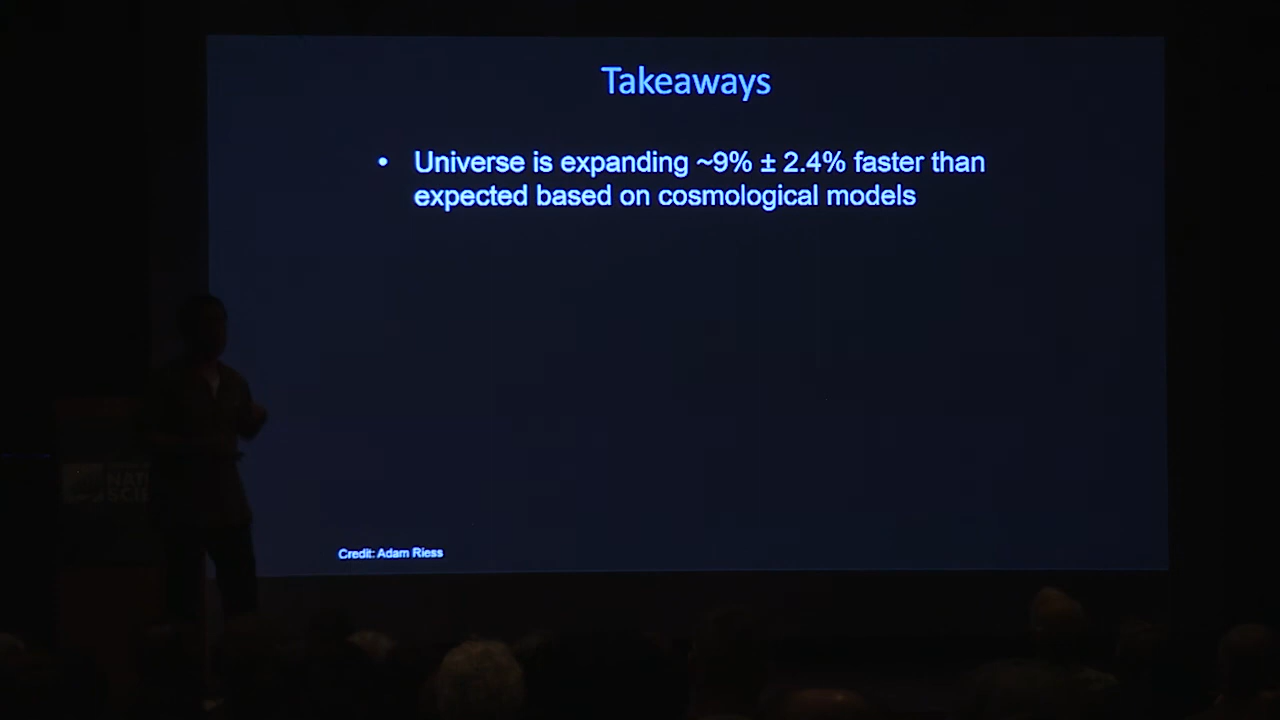 Takeaways
• Universe is expanding ~9% ± 2.4% faster than
expected based on cosmological models
Credit: Adam Riess